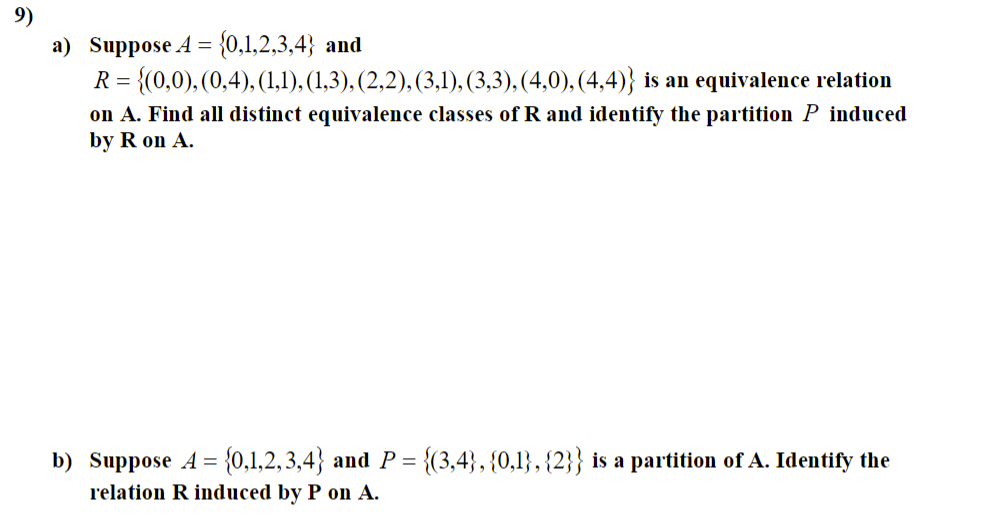 9)
a) Suppose A = {0,1,2,3,4} and
R = {(0,0),(0,4),(1,1),(1,3),(2,2),(3,1),(3,3),(4,0),(4,4)} is an equivalence relation
on A. Find all distinct equivalence classes of R and identify the partition P induced
by R on A.
b) Suppose A = {0,1,2,3,4} and P = {(3,4},{0,1},{2}} is a partition of A. Identify the
relation R induced by P on A.